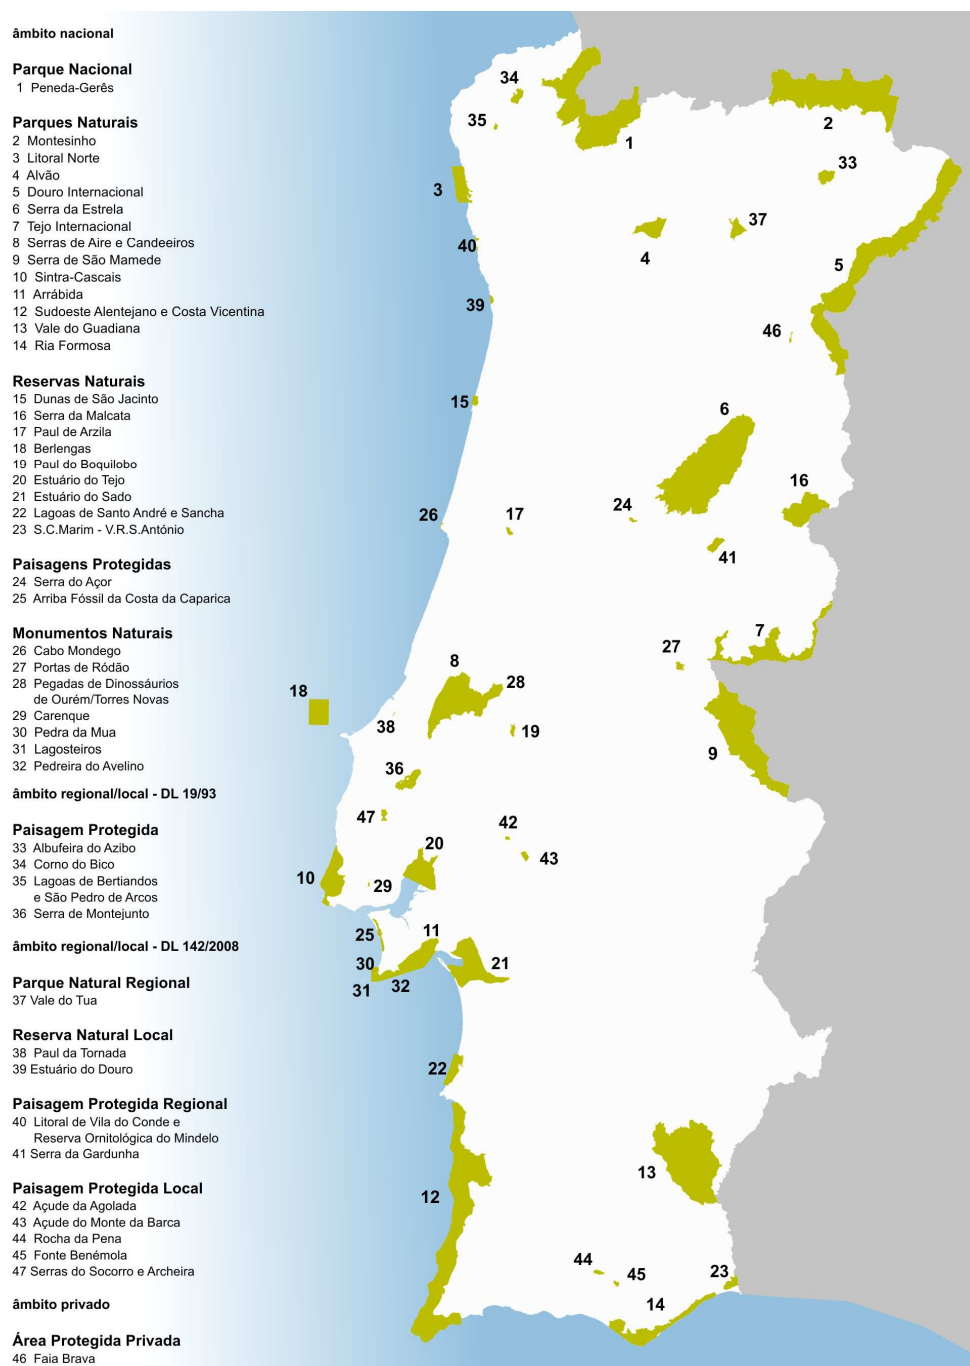 âmbito nacional
Parque Nacional
1 Peneda-Gerês
Parques Naturais
2 Montesinho
3 Litoral Norte
4 Alvão
5 Douro Internacional
6 Serra da Estrela
7 Tejo Internacional
8 Serras de Aire e Candeeiros
9 Serra de São Mamede
10 Sintra-Cascais
11 Arrábida
12 Sudoeste Alentejano e Costa Vicentina
13 Vale do Guadiana
14 Ria Formosa
Reservas Naturais
15 Dunas de São Jacinto
16 Serra da Malcata
17 Paul de Arzila
18 Berlengas
19 Paul do Boquilobo
20 Estuário do Tejo
21 Estuário do Sado
22 Lagoas de Santo André e Sancha
23 S.C.Marim - V.R.S.António
Paisagens Protegidas
24 Serra do Açor
25 Arriba Fóssil da Costa da Caparica
Monumentos Naturais
26 Cabo Mondego
27 Portas de Ródão
28 Pegadas de Dinossáurios
de Ourém/Torres Novas
29 Carenque
30 Pedra da Mua
31 Lagosteiros
32 Pedreira do Avelino
âmbito regional/local - DL 19/93
Paisagem Protegida
33 Albufeira do Azibo
34 Corno do Bico
35 Lagoas de Bertiandos
e São Pedro de Arcos
36 Serra de Montejunto
âmbito regional/local - DL 142/2008
Parque Natural Regional
37 Vale do Tua
Reserva Natural Local
38 Paul da Tornada
39 Estuário do Douro
Paisagem Protegida Regional
40 Litoral de Vila do Conde e
Reserva Ornitológica do Mindelo
41 Serra da Gardunha
Paisagem Protegida Local
42 Açude da Agolada
43 Açude do Monte da Barca
44 Rocha da Pena
45 Fonte Benémola
47 Serras do Socorro e Archeira
âmbito privado
Área Protegida Privada
46 Faia Brava
34
35
1
2
33
3
37
40
4
5
39
46
15
6
16
24
26
17
41
7
27
8
28
18
38
19
9
36
47
42
20
43
10
29
25
11
30
21
31
32
22
13
12
44
45
23
14